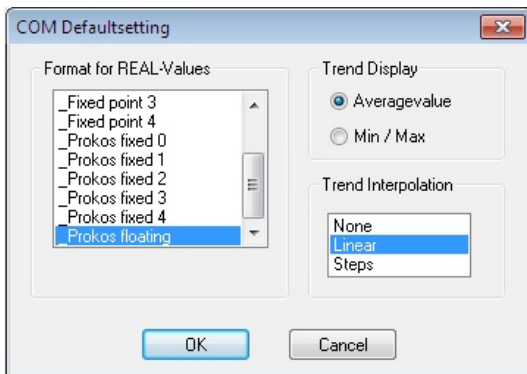 COM Defaultsetting
Format for REAL-Values
_Fixed point 3
_Fixed point 4
_Prokos fixed 0
_Prokos fixed 1
_Prokos fixed 2
_Prokos fixed 3
_Prokos fixed 4
_Prokos floating
Trend Display
Averagevalue
Min / Max
Trend Interpolation
None
Linear
Steps
OK
Cancel